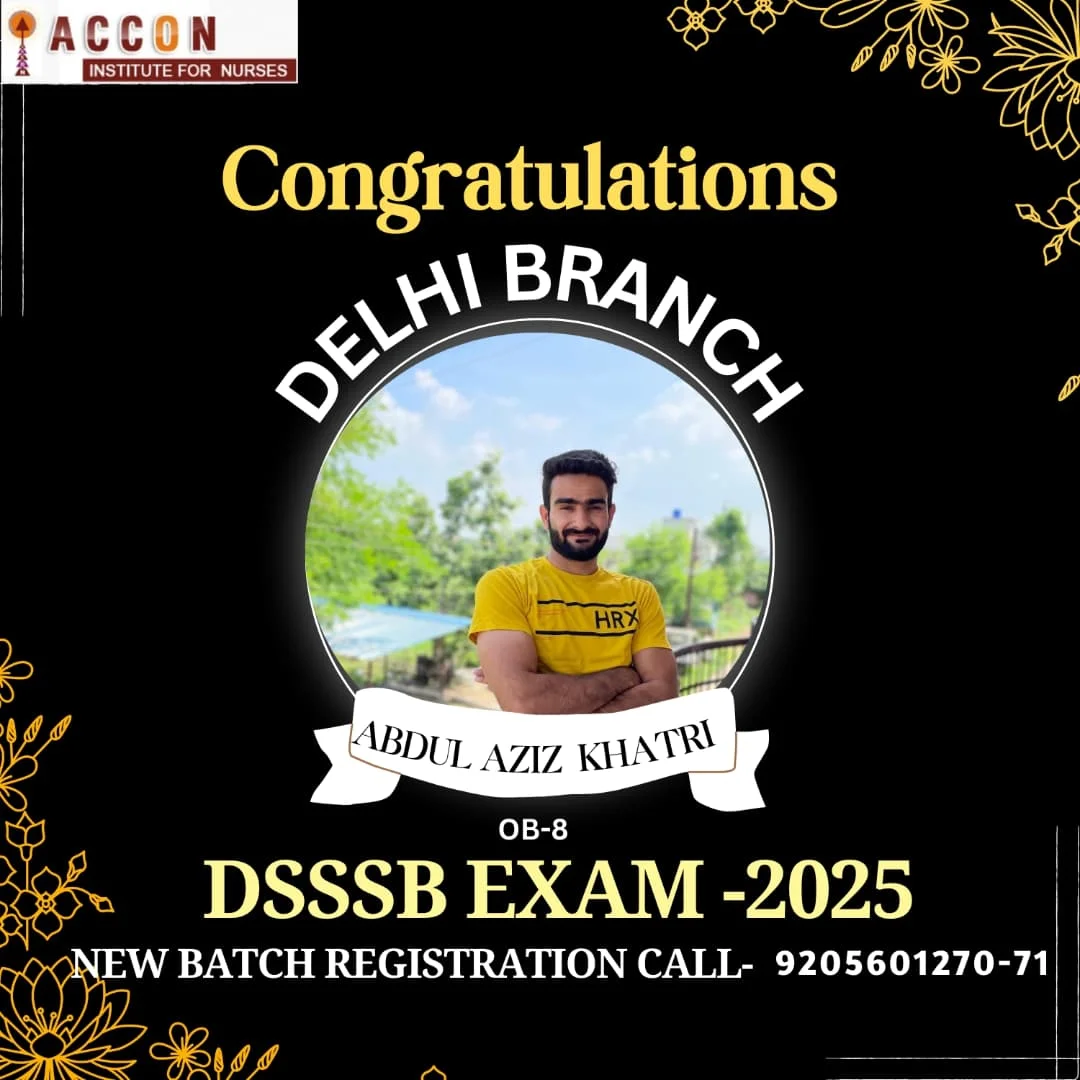 ACCON
INSTITUTE FOR NURSES
Congratulations
DELHI BRANCH
HRX
ABDUL AZIZ KHATRI
OB-8
DSSSB EXAM -2025
NEW BATCH REGISTRATION CALL- 9205601270-71